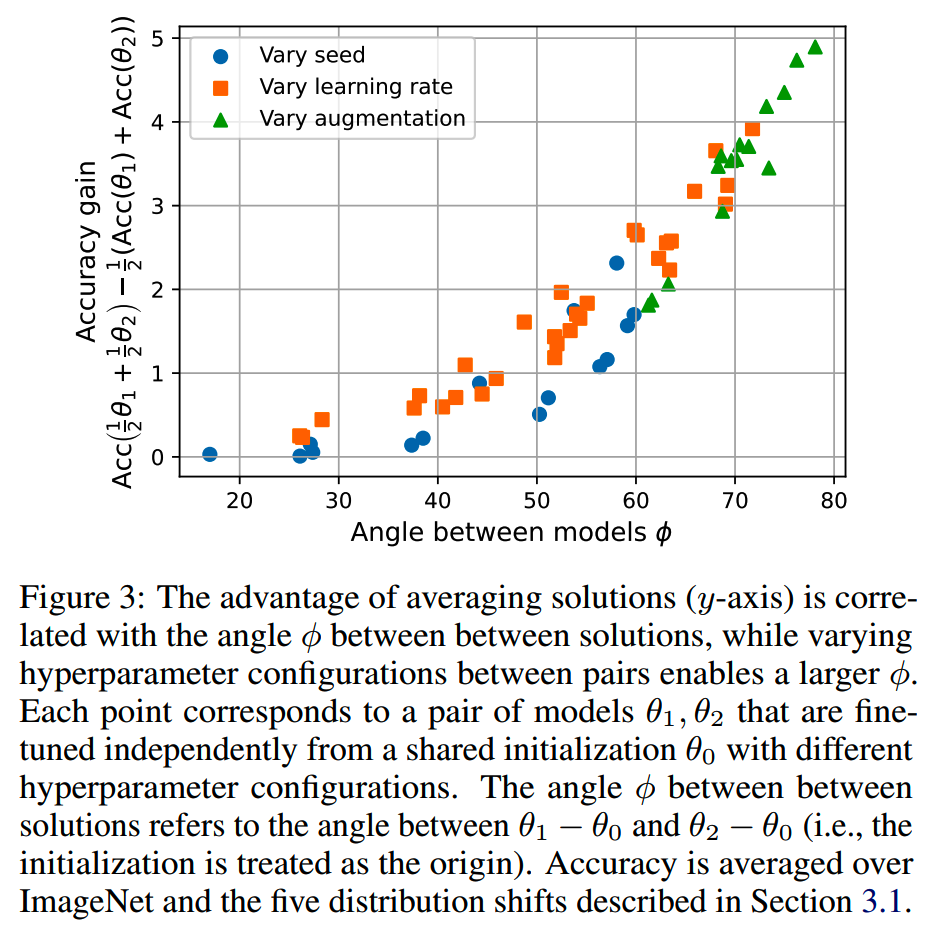 5
4
3
2
1
0
20 30 40 50 60 70 80
Vary seed
Vary learning rate
Vary augmentation
Accuracy gain
Acc(½θ₁ + ½θ₂) − ½(Acc(θ₁) + Acc(θ₂))
Angle between models ϕ
Figure 3: The advantage of averaging solutions (y-axis) is corre-
lated with the angle ϕ between between solutions, while varying
hyperparameter configurations between pairs enables a larger ϕ.
Each point corresponds to a pair of models θ₁, θ₂ that are fine-
tuned independently from a shared initialization θ₀ with different
hyperparameter configurations. The angle ϕ between between
solutions refers to the angle between θ₁ − θ₀ and θ₂ − θ₀ (i.e., the
initialization is treated as the origin). Accuracy is averaged over
ImageNet and the five distribution shifts described in Section 3.1.